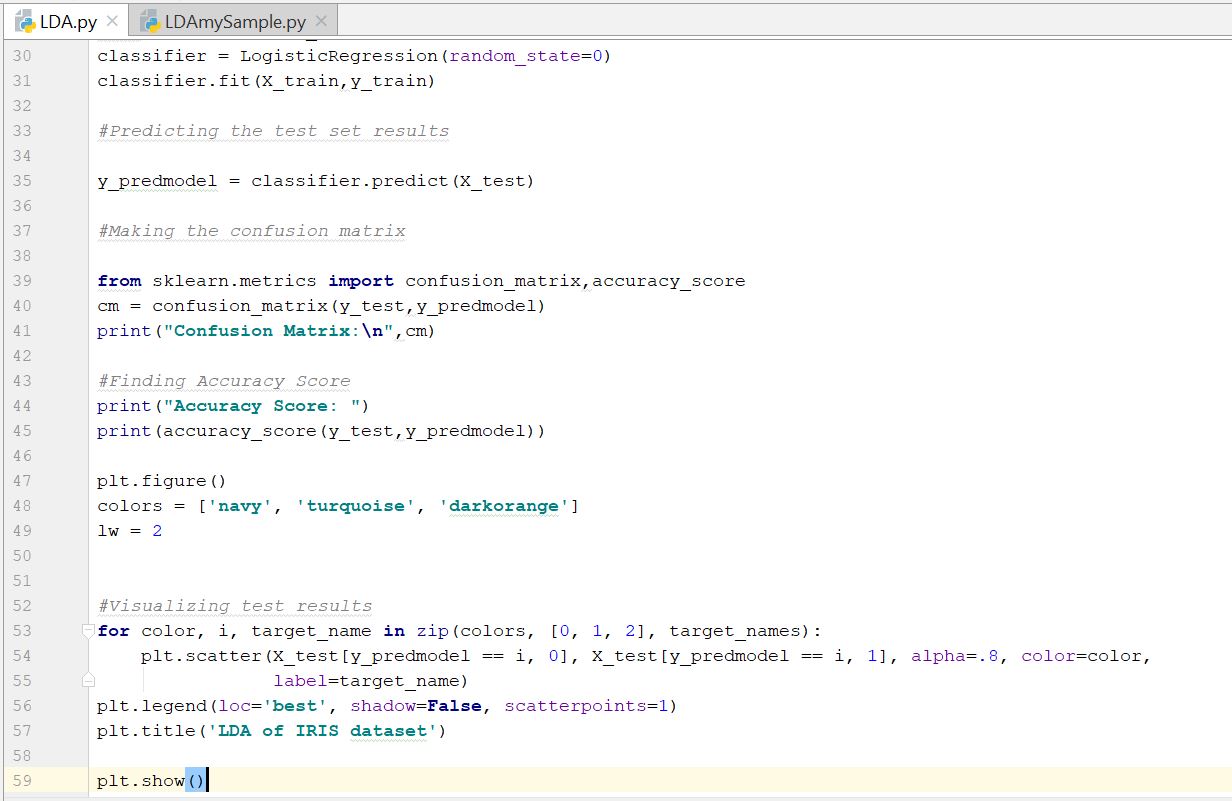 LDA.py LDAmySample.py
30 classifier = LogisticRegression(random_state=0)
31 classifier.fit(X_train,y_train)
32
33 #Predicting the test set results
34
35 y_predmodel = classifier.predict(X_test)
36
37 #Making the confusion matrix
38
39 from sklearn.metrics import confusion_matrix,accuracy_score
40 cm = confusion_matrix(y_test,y_predmodel)
41 print("Confusion Matrix:\n",cm)
42
43 #Finding Accuracy Score
44 print("Accuracy Score: ")
45 print(accuracy_score(y_test,y_predmodel))
46
47 plt.figure()
48 colors = ['navy', 'turquoise', 'darkorange']
49 lw = 2
50
51
52 #Visualizing test results
53 for color, i, target_name in zip(colors, [0, 1, 2], target_names):
54     plt.scatter(X_test[y_predmodel == i, 0], X_test[y_predmodel == i, 1], alpha=.8, color=color,
55                 label=target_name)
56 plt.legend(loc='best', shadow=False, scatterpoints=1)
57 plt.title('LDA of IRIS dataset')
58
59 plt.show()